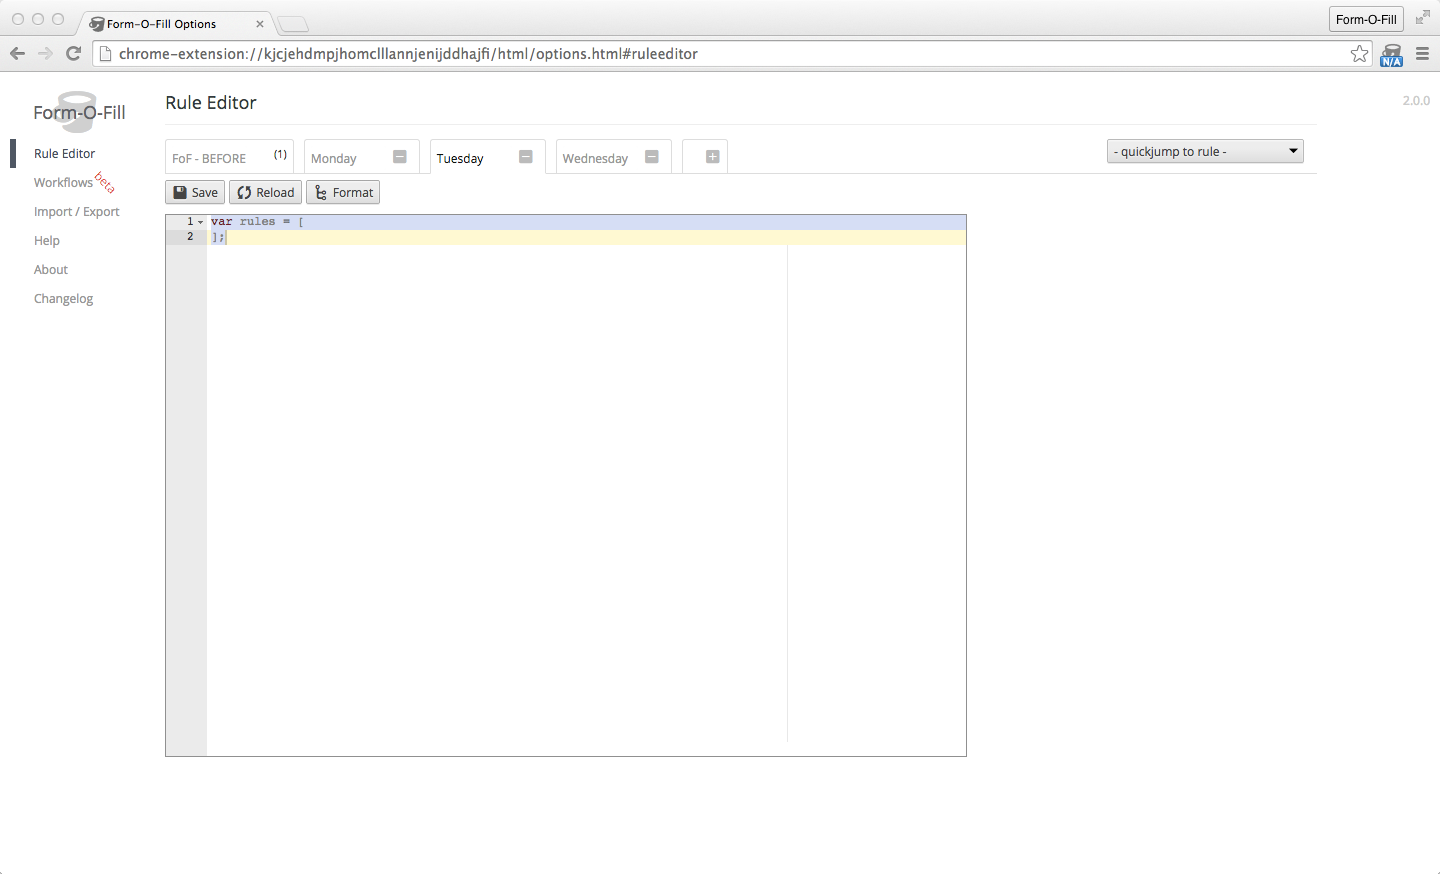 Form-O-Fill Options
Form-O-Fill
chrome-extension://kjcjehdmpjhomclllannjenijddhajfi/html/options.html#ruleeditor
N/A
Form-O-Fill
Rule Editor
2.0.0
Rule Editor
Workflows beta
Import / Export
Help
About
Changelog
FoF - BEFORE (1)
Monday
Tuesday
Wednesday
- quickjump to rule -
Save
Reload
Format
1 var rules = [
2 ];